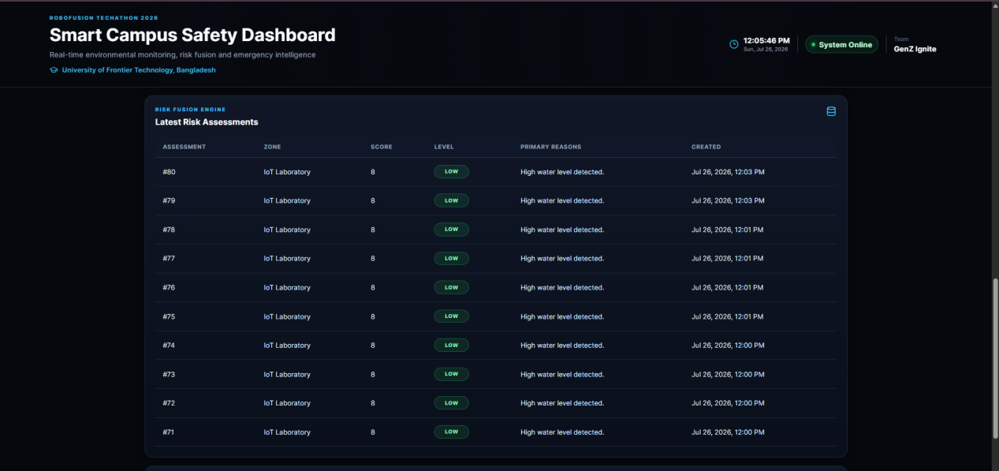 ROBOFUSION TECHATHON 2026
Smart Campus Safety Dashboard
Real-time environmental monitoring, risk fusion and emergency intelligence
University of Frontier Technology, Bangladesh
12:05:46 PM
Sun, Jul 26, 2026
System Online
Team
GenZ Ignite
RISK FUSION ENGINE
Latest Risk Assessments
ASSESSMENT ZONE SCORE LEVEL PRIMARY REASONS CREATED
#80 IoT Laboratory 8 LOW High water level detected. Jul 26, 2026, 12:03 PM
#79 IoT Laboratory 8 LOW High water level detected. Jul 26, 2026, 12:03 PM
#78 IoT Laboratory 8 LOW High water level detected. Jul 26, 2026, 12:01 PM
#77 IoT Laboratory 8 LOW High water level detected. Jul 26, 2026, 12:01 PM
#76 IoT Laboratory 8 LOW High water level detected. Jul 26, 2026, 12:01 PM
#75 IoT Laboratory 8 LOW High water level detected. Jul 26, 2026, 12:01 PM
#74 IoT Laboratory 8 LOW High water level detected. Jul 26, 2026, 12:00 PM
#73 IoT Laboratory 8 LOW High water level detected. Jul 26, 2026, 12:00 PM
#72 IoT Laboratory 8 LOW High water level detected. Jul 26, 2026, 12:00 PM
#71 IoT Laboratory 8 LOW High water level detected. Jul 26, 2026, 12:00 PM